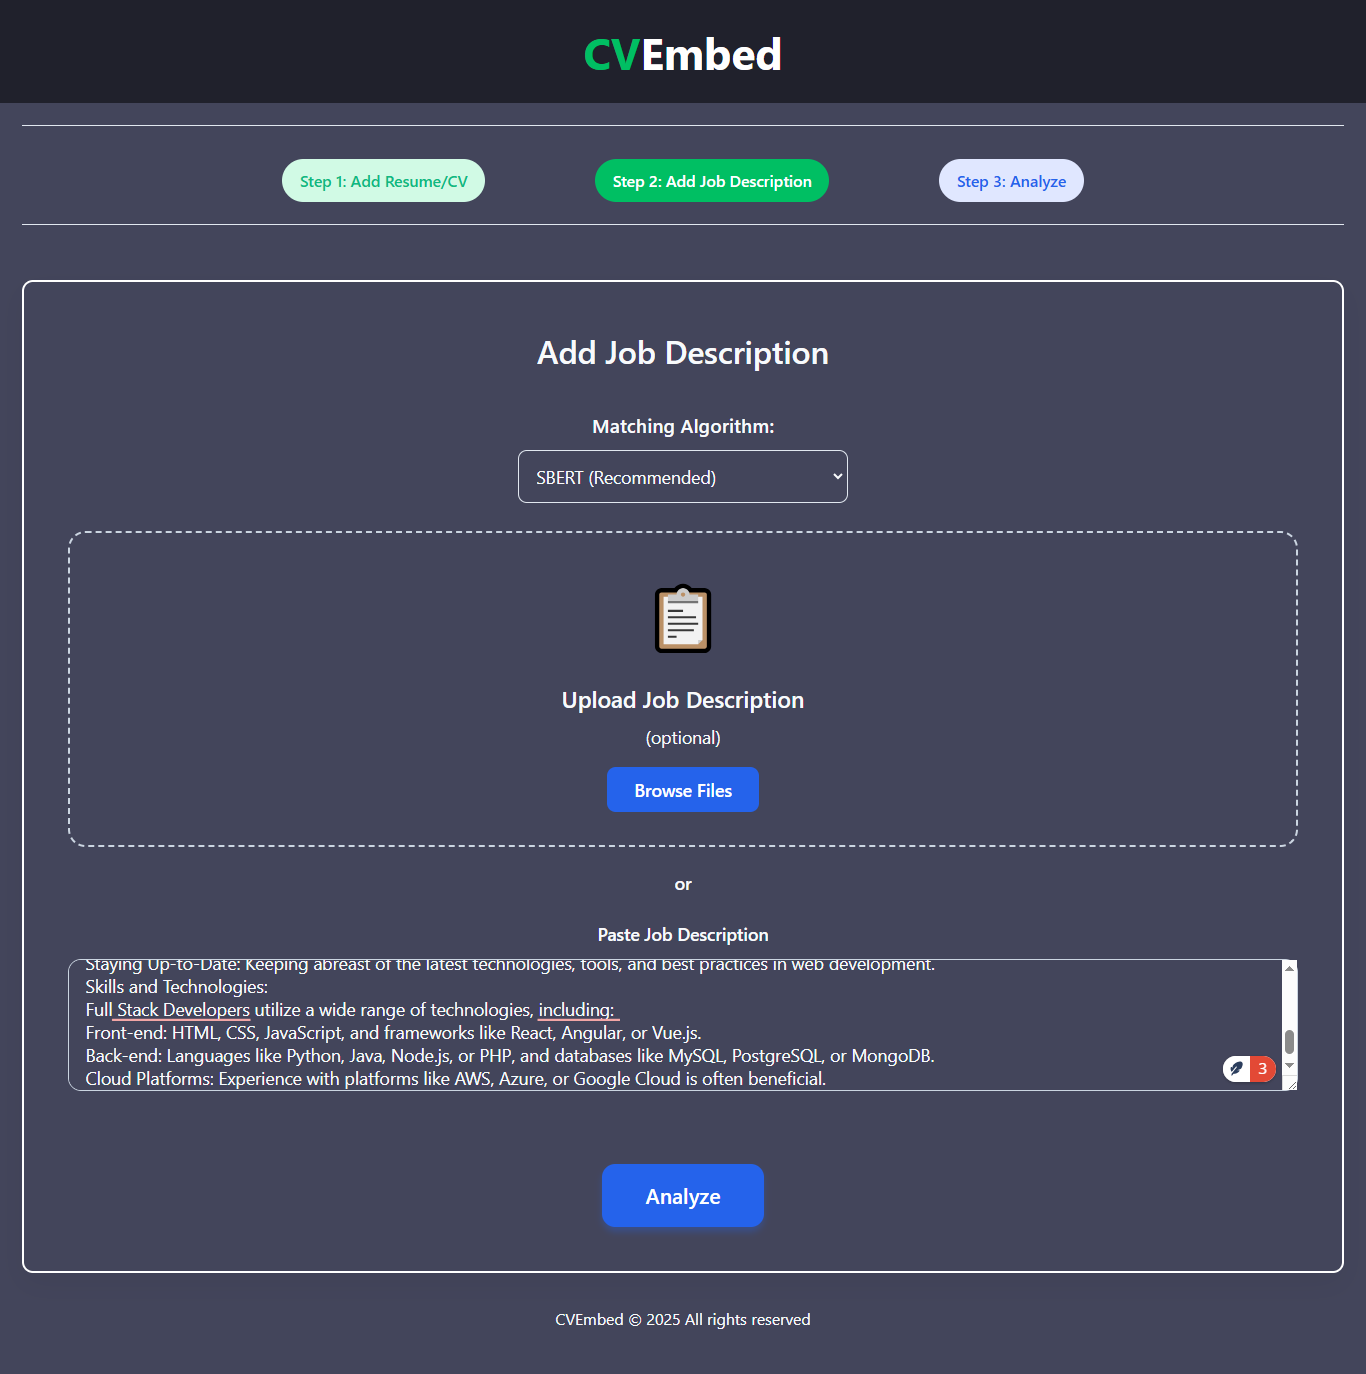 CVEmbed
Step 1: Add Resume/CV
Step 2: Add Job Description
Step 3: Analyze
Add Job Description
Matching Algorithm:
SBERT (Recommended)
Upload Job Description
(optional)
Browse Files
or
Paste Job Description
Staying Up-to-Date: Keeping abreast of the latest technologies, tools, and best practices in web development.
Skills and Technologies:
Full Stack Developers utilize a wide range of technologies, including:
Front-end: HTML, CSS, JavaScript, and frameworks like React, Angular, or Vue.js.
Back-end: Languages like Python, Java, Node.js, or PHP, and databases like MySQL, PostgreSQL, or MongoDB.
Cloud Platforms: Experience with platforms like AWS, Azure, or Google Cloud is often beneficial.
3
Analyze
CVEmbed © 2025 All rights reserved